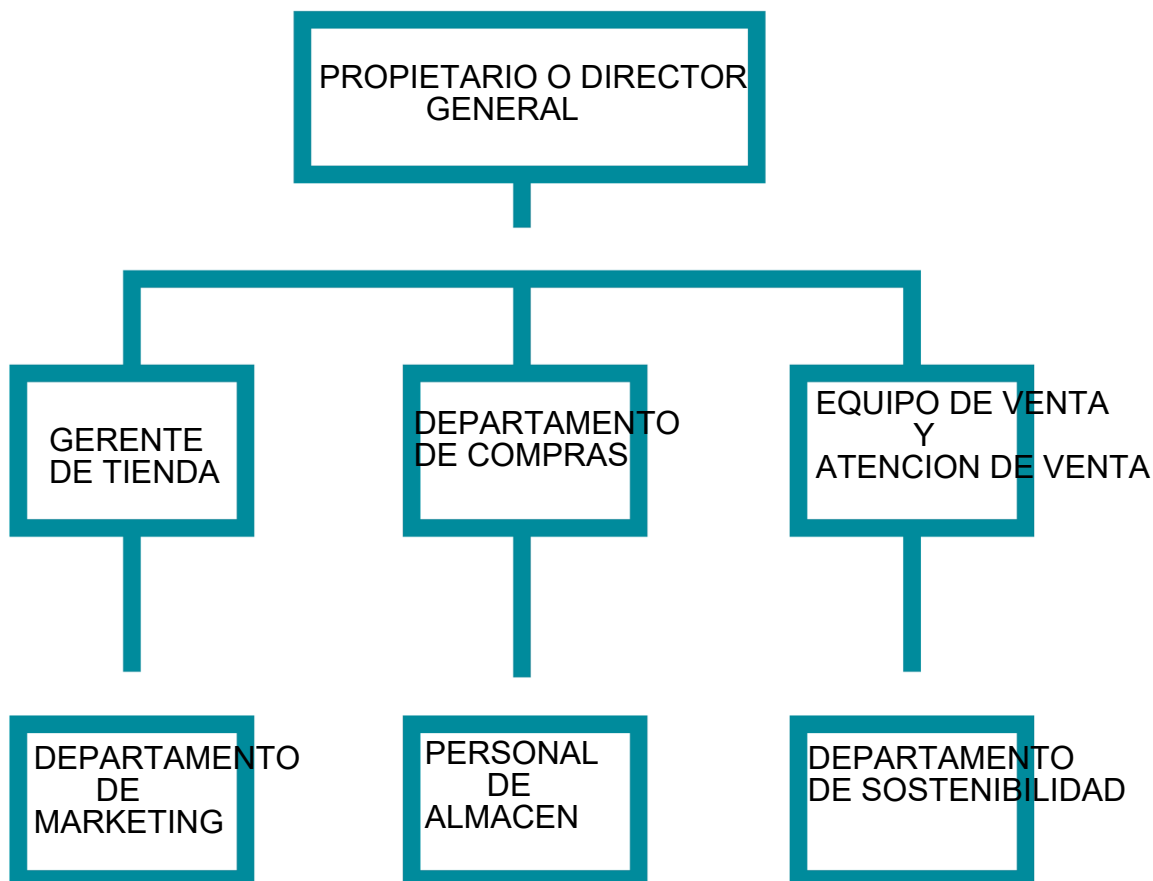 PROPIETARIO O DIRECTOR
GENERAL
GERENTE
DE TIENDA
DEPARTAMENTO
DE COMPRAS
EQUIPO DE VENTA
Y
ATENCION DE VENTA
DEPARTAMENTO
DE
MARKETING
PERSONAL
DE
ALMACEN
DEPARTAMENTO
DE SOSTENIBILIDAD